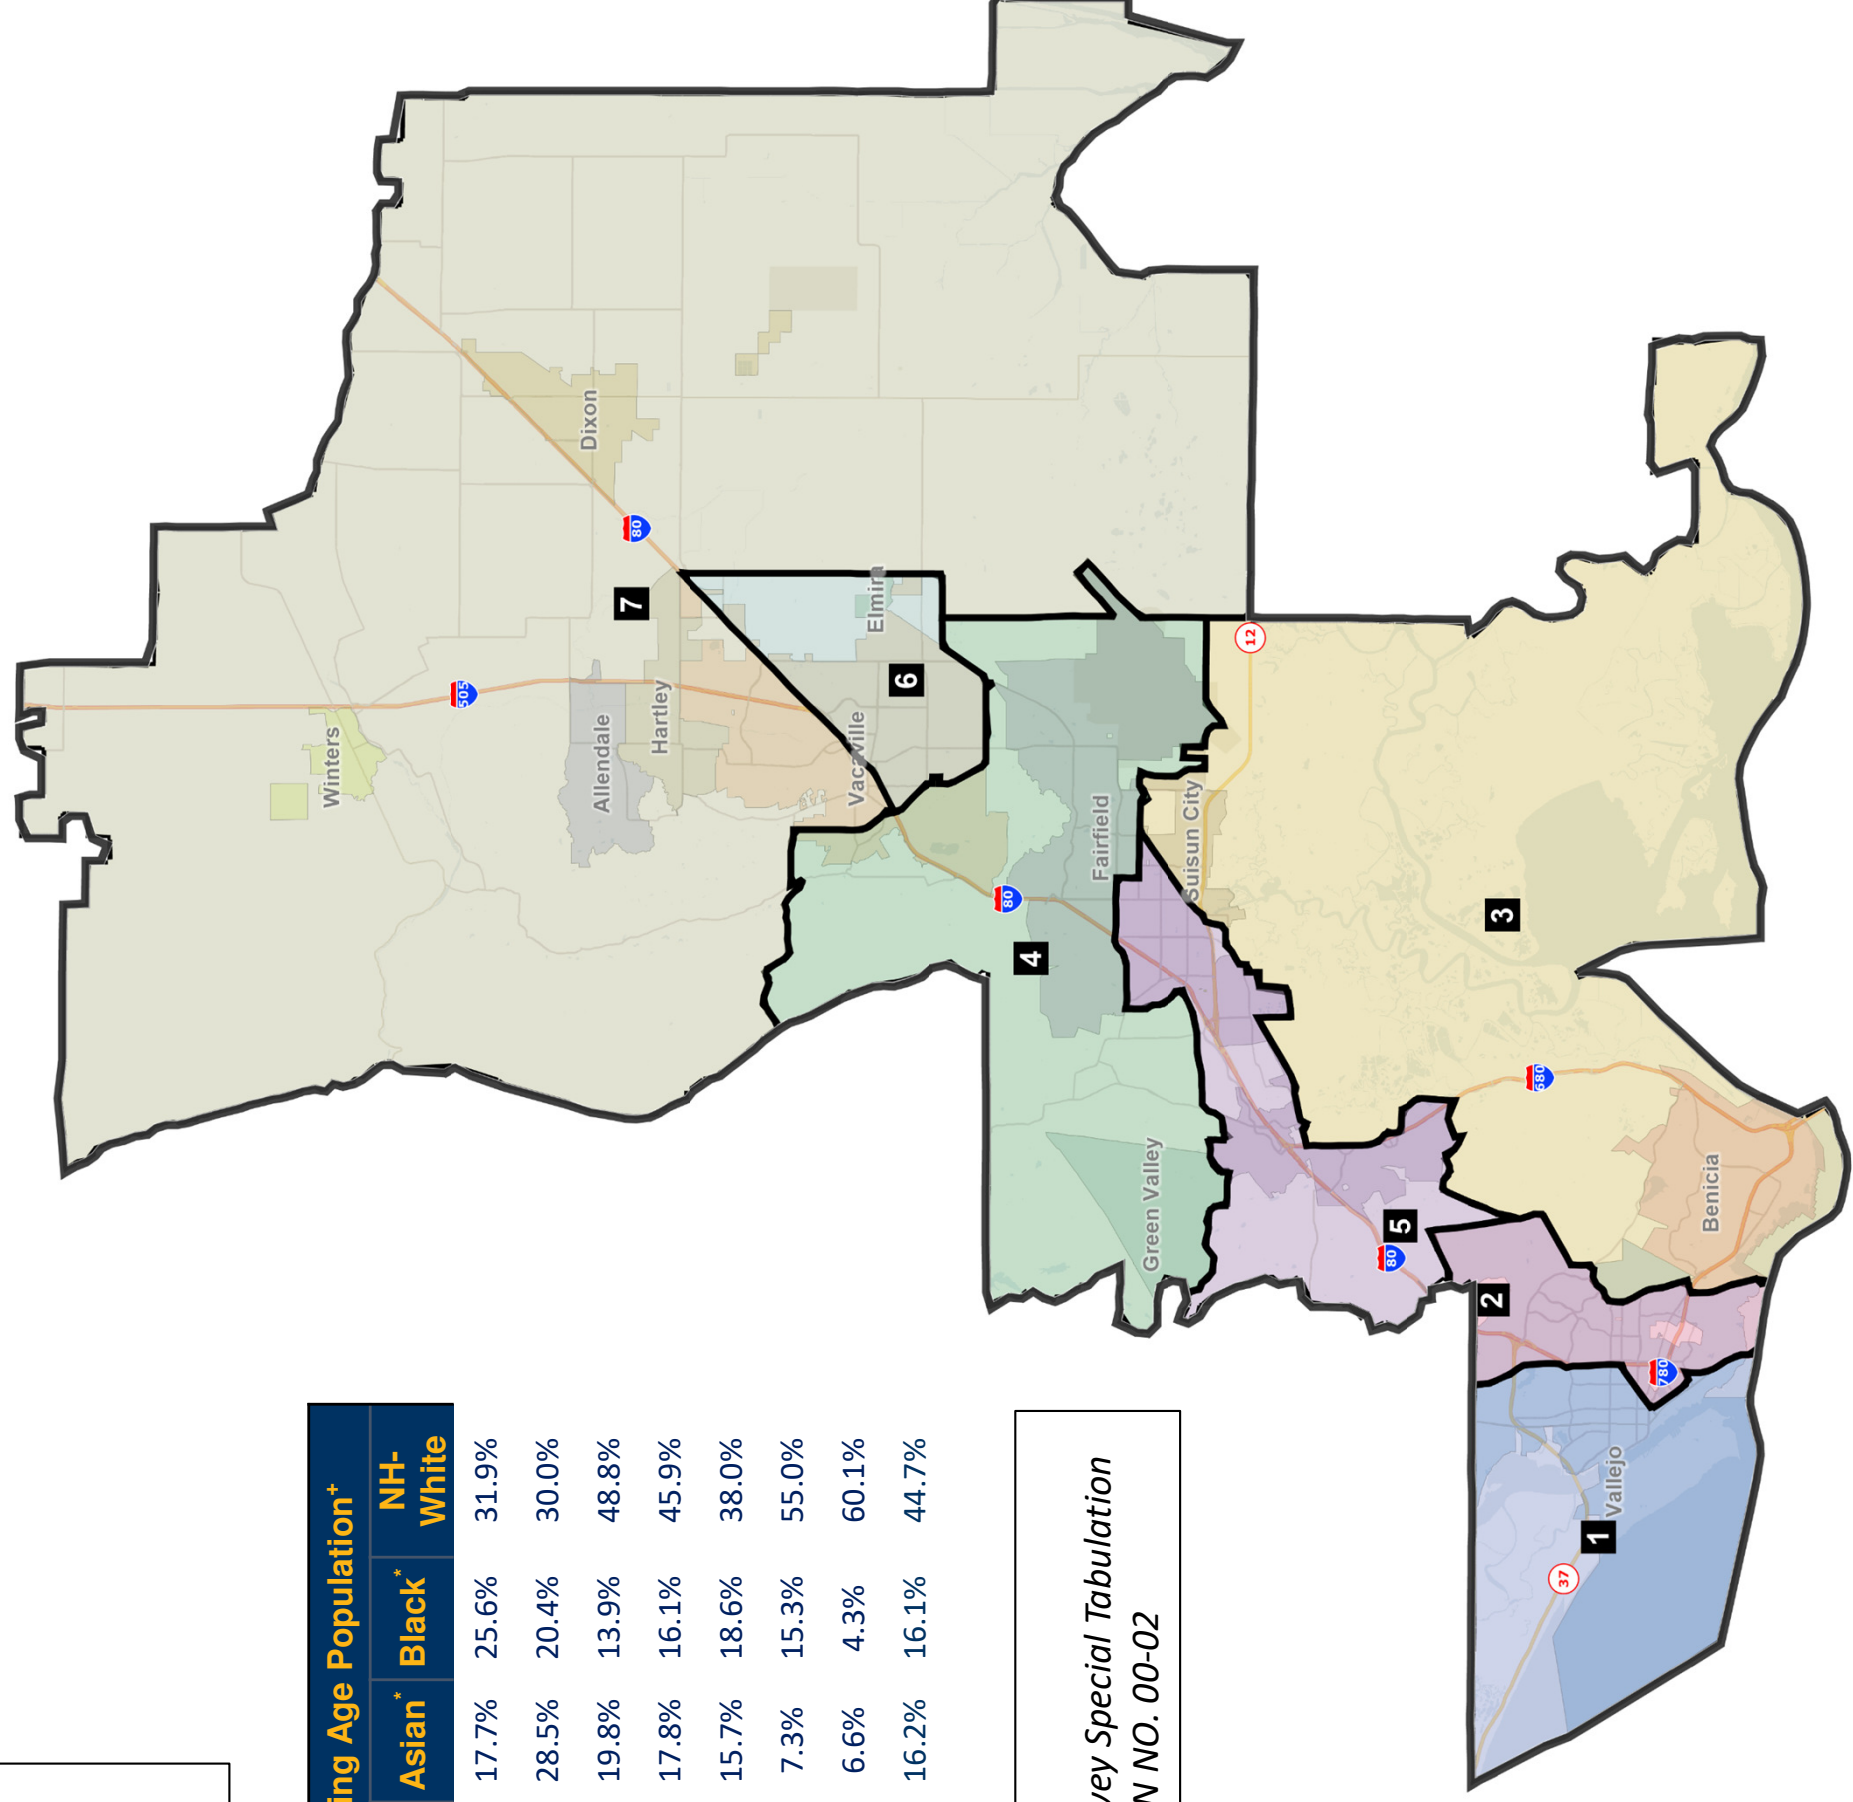 ing Age Population⁺
Asian* Black* NH-
White
17.7% 25.6% 31.9%
28.5% 20.4% 30.0%
19.8% 13.9% 48.8%
17.8% 16.1% 45.9%
15.7% 18.6% 38.0%
7.3% 15.3% 55.0%
6.6% 4.3% 60.1%
16.2% 16.1% 44.7%
vey Special Tabulation
N NO. 00-02
Winters
505
Allendale
Hartley
7
80
Dixon
Vacaville
Elmira
6
80
4
Fairfield
Green Valley
Suisun City
12
5
80
3
680
2
Benicia
780
37
1
Vallejo